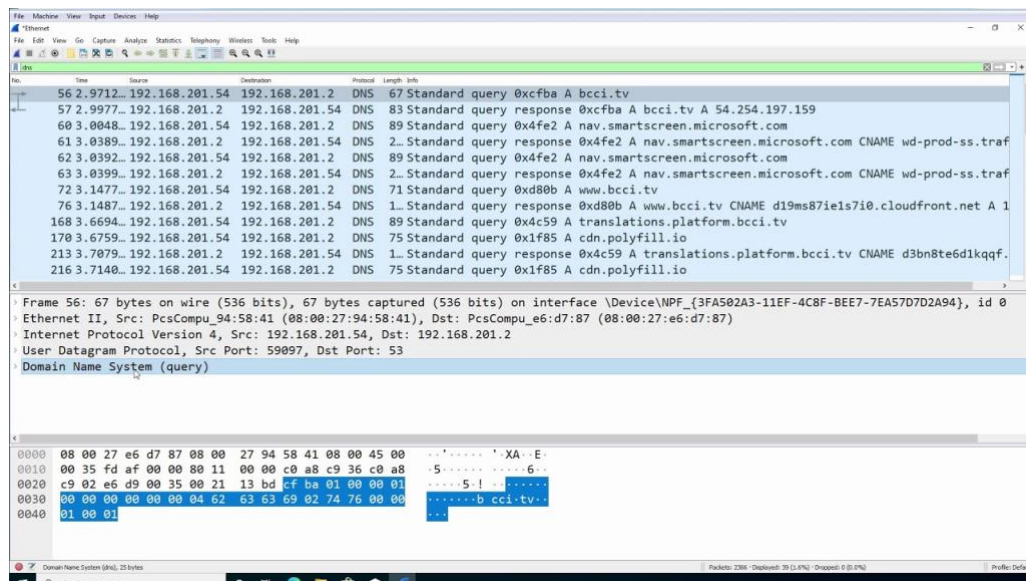 File Machine View Input Devices Help
*Ethernet
File Edit View Go Capture Analyze Statistics Telephony Wireless Tools Help
dns
No. Time Source Destination Protocol Length Info
56 2.9712… 192.168.201.54 192.168.201.2 DNS 67 Standard query 0xcfba A bcci.tv
57 2.9977… 192.168.201.2 192.168.201.54 DNS 83 Standard query response 0xcfba A bcci.tv A 54.254.197.159
60 3.0048… 192.168.201.54 192.168.201.2 DNS 89 Standard query 0x4fe2 A nav.smartscreen.microsoft.com
61 3.0389… 192.168.201.2 192.168.201.54 DNS 2… Standard query response 0x4fe2 A nav.smartscreen.microsoft.com CNAME wd-prod-ss.traf
62 3.0392… 192.168.201.54 192.168.201.2 DNS 89 Standard query 0x4fe2 A nav.smartscreen.microsoft.com
63 3.0399… 192.168.201.2 192.168.201.54 DNS 2… Standard query response 0x4fe2 A nav.smartscreen.microsoft.com CNAME wd-prod-ss.traf
72 3.1477… 192.168.201.54 192.168.201.2 DNS 71 Standard query 0xd80b A www.bcci.tv
76 3.1487… 192.168.201.2 192.168.201.54 DNS 1… Standard query response 0xd80b A www.bcci.tv CNAME d19ms87ie1s7i0.cloudfront.net A 1
168 3.6694… 192.168.201.54 192.168.201.2 DNS 89 Standard query 0x4c59 A translations.platform.bcci.tv
170 3.6759… 192.168.201.54 192.168.201.2 DNS 75 Standard query 0x1f85 A cdn.polyfill.io
213 3.7079… 192.168.201.2 192.168.201.54 DNS 1… Standard query response 0x4c59 A translations.platform.bcci.tv CNAME d3bn8te6d1kqqf.
216 3.7140… 192.168.201.54 192.168.201.2 DNS 75 Standard query 0x1f85 A cdn.polyfill.io
Frame 56: 67 bytes on wire (536 bits), 67 bytes captured (536 bits) on interface \Device\NPF_{3FA502A3-11EF-4C8F-BEE7-7EA57D7D2A94}, id 0
Ethernet II, Src: PcsCompu_94:58:41 (08:00:27:94:58:41), Dst: PcsCompu_e6:d7:87 (08:00:27:e6:d7:87)
Internet Protocol Version 4, Src: 192.168.201.54, Dst: 192.168.201.2
User Datagram Protocol, Src Port: 59097, Dst Port: 53
Domain Name System (query)
0000 08 00 27 e6 d7 87 08 00 27 94 58 41 08 00 45 00 ··'····· '·XA··E·
0010 00 35 fd af 00 00 80 11 00 00 c0 a8 c9 36 c0 a8 ·5······ ·····6··
0020 c9 02 e6 d9 00 35 00 21 13 bd cf ba 01 00 00 01 ·····5·! ········
0030 00 00 00 00 00 00 04 62 63 63 69 02 74 76 00 00 ·······b cci·tv··
0040 01 00 01 ···
Domain Name System (dns), 25 bytes
Packets: 2366 · Displayed: 39 (1.6%) · Dropped: 0 (0.0%)
Profile: Defa